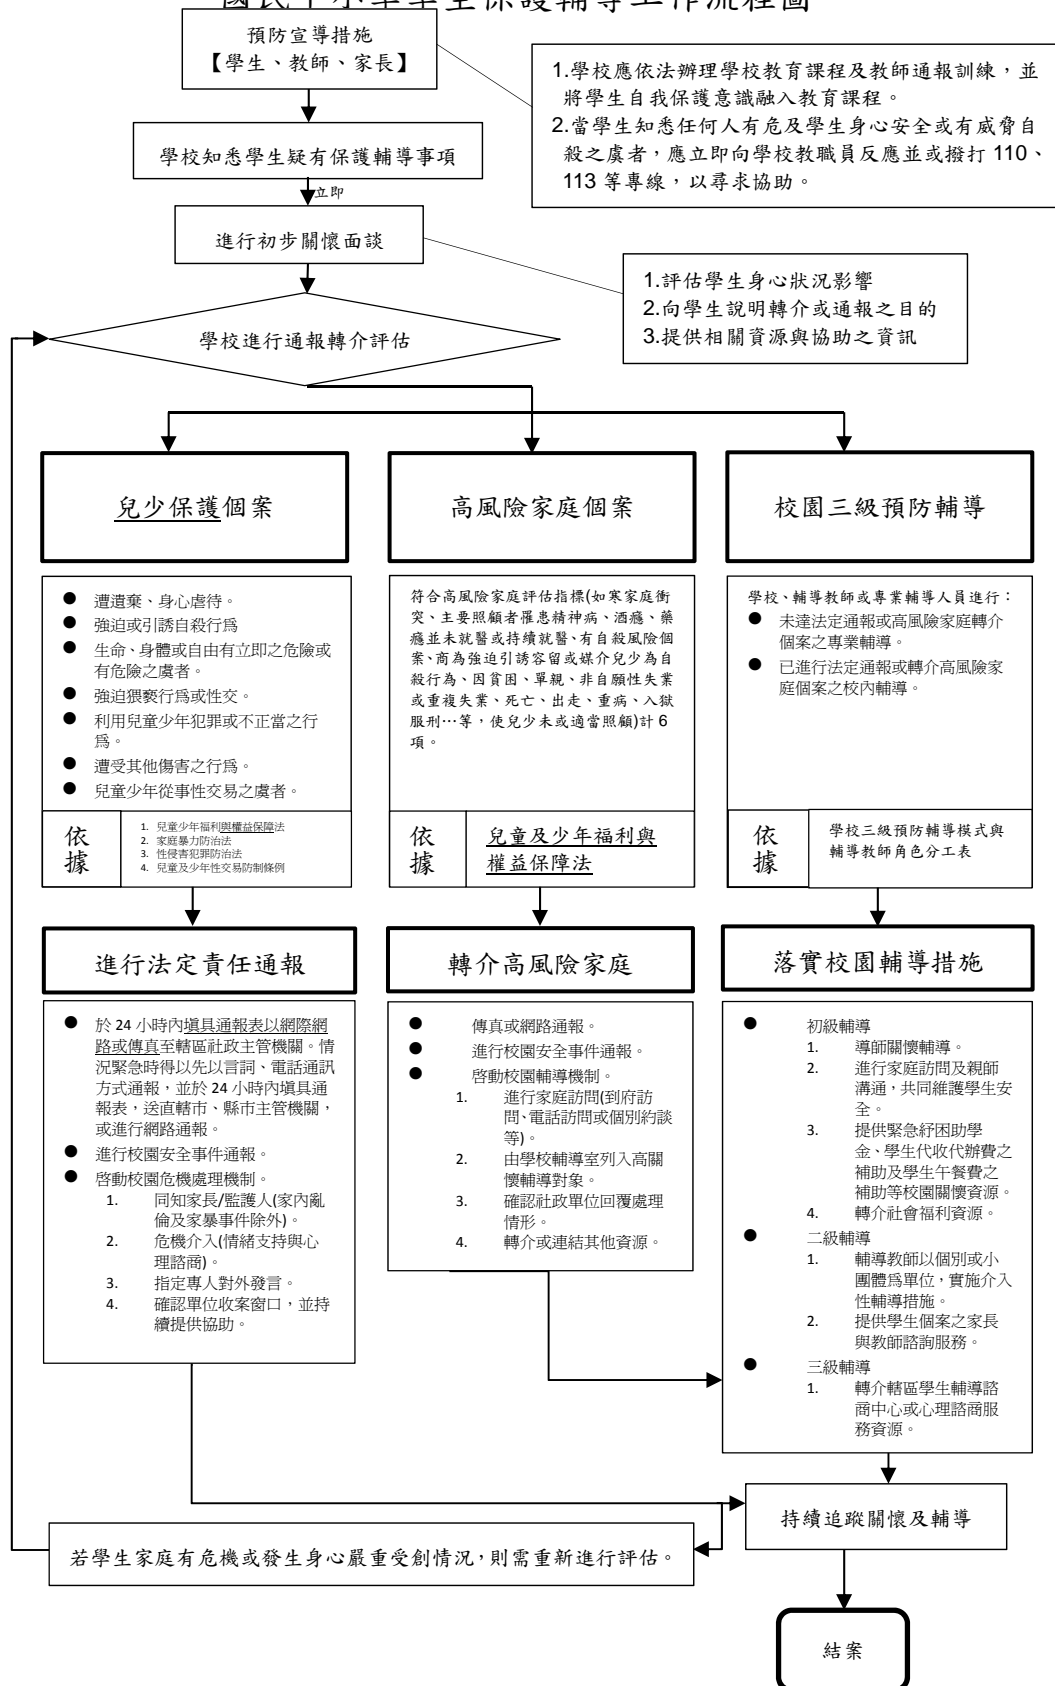 國民中小學學生保護輔導工作流程圖
預防宣導措施
【學生、教師、家長】
1.學校應依法辦理學校教育課程及教師通報訓練，並
將學生自我保護意識融入教育課程。
2.當學生知悉任何人有危及學生身心安全或有威脅自
殺之虞者，應立即向學校教職員反應並或撥打 110、
113 等專線，以尋求協助。
學校知悉學生疑有保護輔導事項
立即
進行初步關懷面談
1.評估學生身心狀況影響
2.向學生說明轉介或通報之目的
3.提供相關資源與協助之資訊
學校進行通報轉介評估
兒少保護個案
● 遭遺棄、身心虐待。
● 強迫或引誘自殺行為
● 生命、身體或自由有立即之危險或
有危險之虞者。
● 強迫猥褻行為或性交。
● 利用兒童少年犯罪或不正當之行
為。
● 遭受其他傷害之行為。
● 兒童少年從事性交易之虞者。
依
據
1. 兒童少年福利與權益保障法
2. 家庭暴力防治法
3. 性侵害犯罪防治法
4. 兒童及少年性交易防制條例
高風險家庭個案
符合高風險家庭評估指標(如寒家庭衝
突、主要照顧者罹患精神病、酒癮、藥
癮並未就醫或持續就醫、有自殺風險個
案、商為強迫引誘容留或媒介兒少為自
殺行為、因貧困、單親、非自願性失業
或重複失業、死亡、出走、重病、入獄
服刑…等，使兒少未或適當照顧)計 6
項。
依
據
兒童及少年福利與
權益保障法
校園三級預防輔導
學校、輔導教師或專業輔導人員進行：
● 未達法定通報或高風險家庭轉介
個案之專業輔導。
● 已進行法定通報或轉介高風險家
庭個案之校內輔導。
依
據
學校三級預防輔導模式與
輔導教師角色分工表
進行法定責任通報
● 於 24 小時內填具通報表以網際網
路或傳真至轄區社政主管機關。情
況緊急時得以先以言詞、電話通訊
方式通報，並於 24 小時內填具通
報表，送直轄市、縣市主管機關，
或進行網路通報。
● 進行校園安全事件通報。
● 啓動校園危機處理機制。
1. 同知家長/監護人(家內亂
倫及家暴事件除外)。
2. 危機介入(情緒支持與心
理諮商)。
3. 指定專人對外發言。
4. 確認單位收案窗口，並持
續提供協助。
轉介高風險家庭
● 傳真或網路通報。
● 進行校園安全事件通報。
● 啓動校園輔導機制。
1. 進行家庭訪問(到府訪
問、電話訪問或個別約談
等)。
2. 由學校輔導室列入高關
懷輔導對象。
3. 確認社政單位回覆處理
情形。
4. 轉介或連結其他資源。
落實校園輔導措施
● 初級輔導
1. 導師關懷輔導。
2. 進行家庭訪問及親師
溝通，共同維護學生安
全。
3. 提供緊急紓困助學
金、學生代收代辦費之
補助及學生午餐費之
補助等校園關懷資源。
4. 轉介社會福利資源。
● 二級輔導
1. 輔導教師以個別或小
團體為單位，實施介入
性輔導措施。
2. 提供學生個案之家長
與教師諮詢服務。
● 三級輔導
1. 轉介轄區學生輔導諮
商中心或心理諮商服
務資源。
持續追蹤關懷及輔導
若學生家庭有危機或發生身心嚴重受創情況，則需重新進行評估。
結案